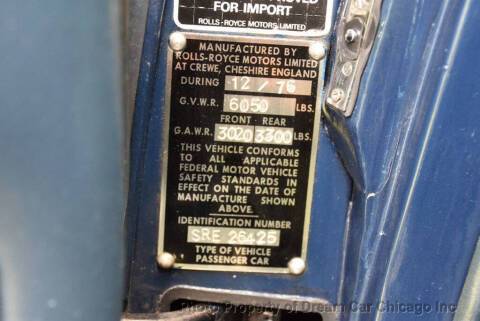 FOR IMPORT
ROLLS-ROYCE MOTORS LIMITED
MANUFACTURED BY
ROLLS-ROYCE MOTORS LIMITED
AT CREWE, CHESHIRE ENGLAND
DURING 12/76
G.V.W.R. 6050 LBS.
FRONT - REAR
G.A.W.R. 3020 3300 LBS.
THIS VEHICLE CONFORMS
TO ALL APPLICABLE
FEDERAL MOTOR VEHICLE
SAFETY STANDARDS IN
EFFECT ON THE DATE OF
MANUFACTURE SHOWN
ABOVE.
IDENTIFICATION NUMBER
SRE 26425
TYPE OF VEHICLE
PASSENGER CAR
Photo Property of Dream Car Chicago Inc